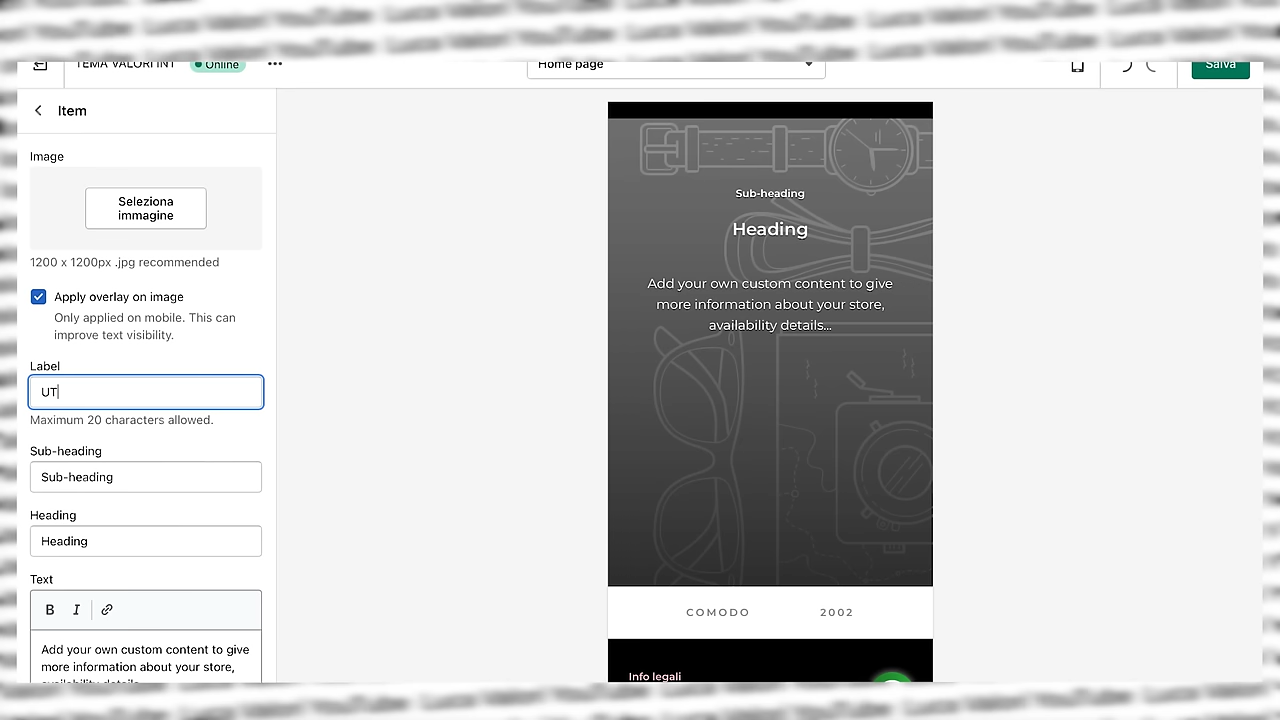 TEMA VALORI INT
Online
Home page
Salva
Item
Image
Seleziona
immagine
1200 x 1200px .jpg recommended
Apply overlay on image
Only applied on mobile. This can
improve text visibility.
Label
UT
Maximum 20 characters allowed.
Sub-heading
Sub-heading
Heading
Heading
Text
B I
Add your own custom content to give
more information about your store,
availability details...
Sub-heading
Heading
Add your own custom content to give
more information about your store,
availability details...
COMODO 2002
Info legali